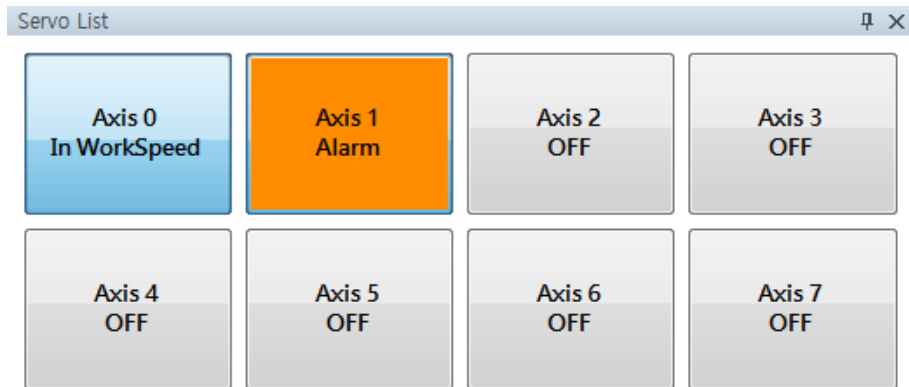 Servo List
Axis 0
In WorkSpeed
Axis 1
Alarm
Axis 2
OFF
Axis 3
OFF
Axis 4
OFF
Axis 5
OFF
Axis 6
OFF
Axis 7
OFF